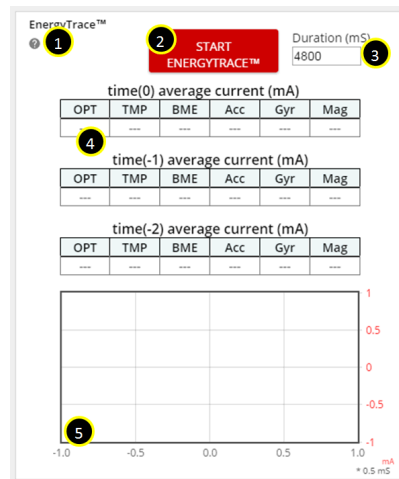 EnergyTrace™
1
2
START
ENERGYTRACE™
Duration (mS)
4800
3
time(0) average current (mA)
OPT TMP BME Acc Gyr Mag
--- --- --- --- --- ---
4
time(-1) average current (mA)
OPT TMP BME Acc Gyr Mag
--- --- --- --- --- ---
time(-2) average current (mA)
OPT TMP BME Acc Gyr Mag
--- --- --- --- --- ---
1
0.5
0
-0.5
-1
5
-1.0 -0.5 0.0 0.5 1.0
mA
* 0.5 mS